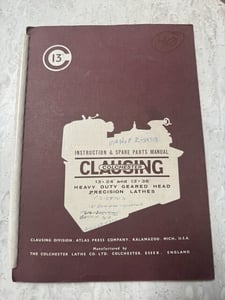 C
13
INSTRUCTION & SPARE PARTS MANUAL
CLAUSING
COLCHESTER
13"-24" and 13"-36"
HEAVY DUTY GEARED HEAD
PRECISION LATHES
CLAUSING DIVISION, ATLAS PRESS COMPANY, KALAMAZOO, MICH., U.S.A.
Manufactured by
THE COLCHESTER LATHE CO. LTD. COLCHESTER, ESSEX, ENGLAND